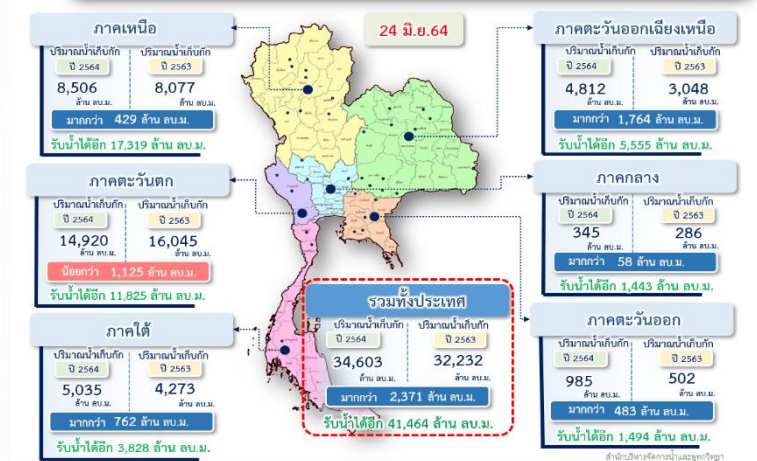 24 มิ.ย.64
ภาคเหนือ
ปริมาณน้ำเก็บกัก ปริมาณน้ำเก็บกัก
ปี 2564 ปี 2563
8,506 8,077
ล้าน ลบ.ม. ล้าน ลบ.ม.
มากกว่า 429 ล้าน ลบ.ม.
รับน้ำได้อีก 17,319 ล้าน ลบ.ม.
ภาคตะวันออกเฉียงเหนือ
ปริมาณน้ำเก็บกัก ปริมาณน้ำเก็บกัก
ปี 2564 ปี 2563
4,812 3,048
ล้าน ลบ.ม. ล้าน ลบ.ม.
มากกว่า 1,764 ล้าน ลบ.ม.
รับน้ำได้อีก 5,555 ล้าน ลบ.ม.
ภาคตะวันตก
ปริมาณน้ำเก็บกัก ปริมาณน้ำเก็บกัก
ปี 2564 ปี 2563
14,920 16,045
ล้าน ลบ.ม. ล้าน ลบ.ม.
น้อยกว่า 1,125 ล้าน ลบ.ม.
รับน้ำได้อีก 11,825 ล้าน ลบ.ม.
ภาคกลาง
ปริมาณน้ำเก็บกัก ปริมาณน้ำเก็บกัก
ปี 2564 ปี 2563
345 286
ล้าน ลบ.ม. ล้าน ลบ.ม.
มากกว่า 58 ล้าน ลบ.ม.
รับน้ำได้อีก 1,443 ล้าน ลบ.ม.
ภาคใต้
ปริมาณน้ำเก็บกัก ปริมาณน้ำเก็บกัก
ปี 2564 ปี 2563
5,035 4,273
ล้าน ลบ.ม. ล้าน ลบ.ม.
มากกว่า 762 ล้าน ลบ.ม.
รับน้ำได้อีก 3,828 ล้าน ลบ.ม.
รวมทั้งประเทศ
ปริมาณน้ำเก็บกัก ปริมาณน้ำเก็บกัก
ปี 2564 ปี 2563
34,603 32,232
ล้าน ลบ.ม. ล้าน ลบ.ม.
มากกว่า 2,371 ล้าน ลบ.ม.
รับน้ำได้อีก 41,464 ล้าน ลบ.ม.
ภาคตะวันออก
ปริมาณน้ำเก็บกัก ปริมาณน้ำเก็บกัก
ปี 2564 ปี 2563
985 502
ล้าน ลบ.ม. ล้าน ลบ.ม.
มากกว่า 483 ล้าน ลบ.ม.
รับน้ำได้อีก 1,494 ล้าน ลบ.ม.
สำนักบริหารจัดการน้ำและอุทกวิทยา